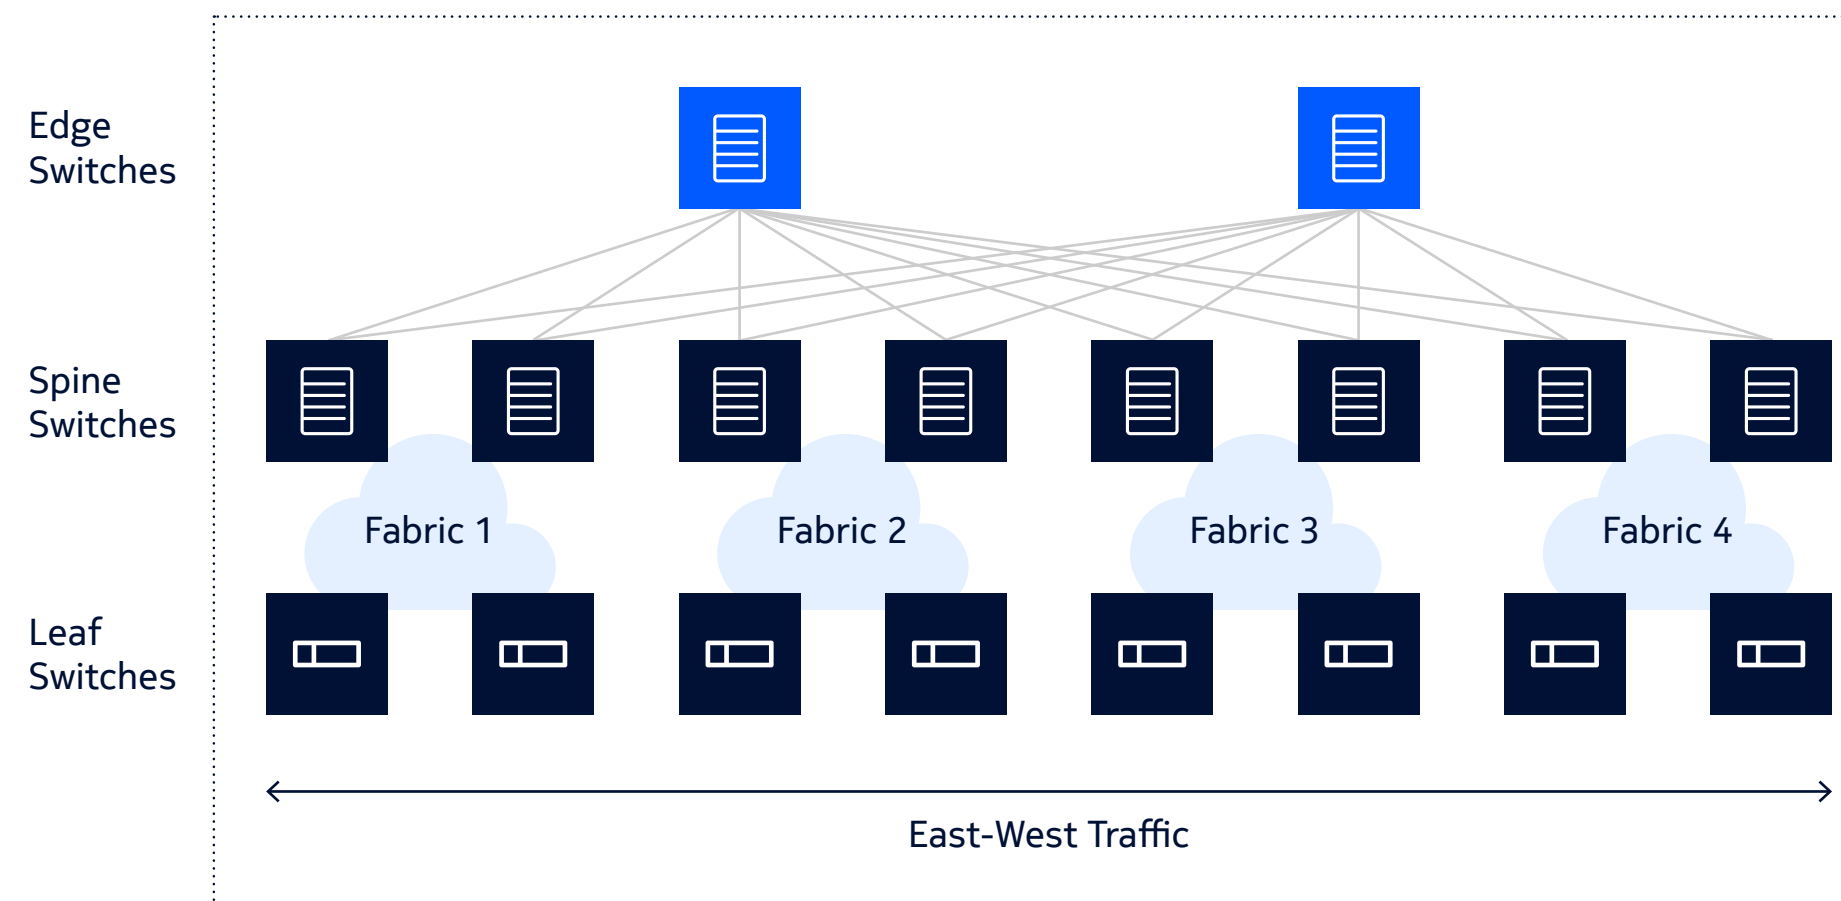 Edge
Switches
Spine
Switches
Fabric 1
Fabric 2
Fabric 3
Fabric 4
Leaf
Switches
East-West Traffic